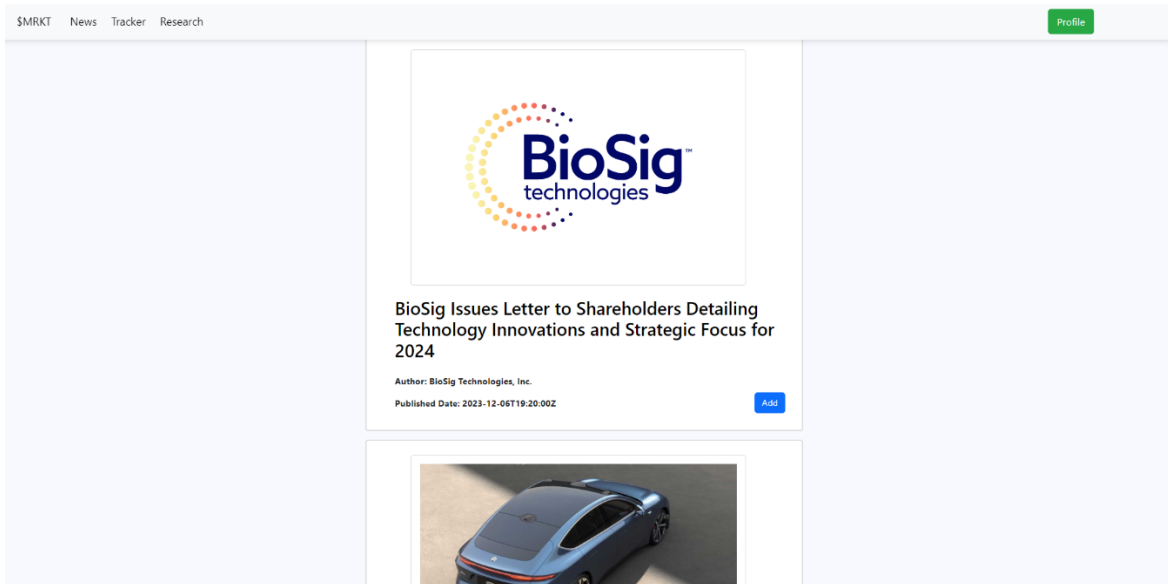 $MRKT News Tracker Research Profile
BioSig™
technologies
BioSig Issues Letter to Shareholders Detailing
Technology Innovations and Strategic Focus for
2024
Author: BioSig Technologies, Inc.
Published Date: 2023-12-06T19:20:00Z
Add